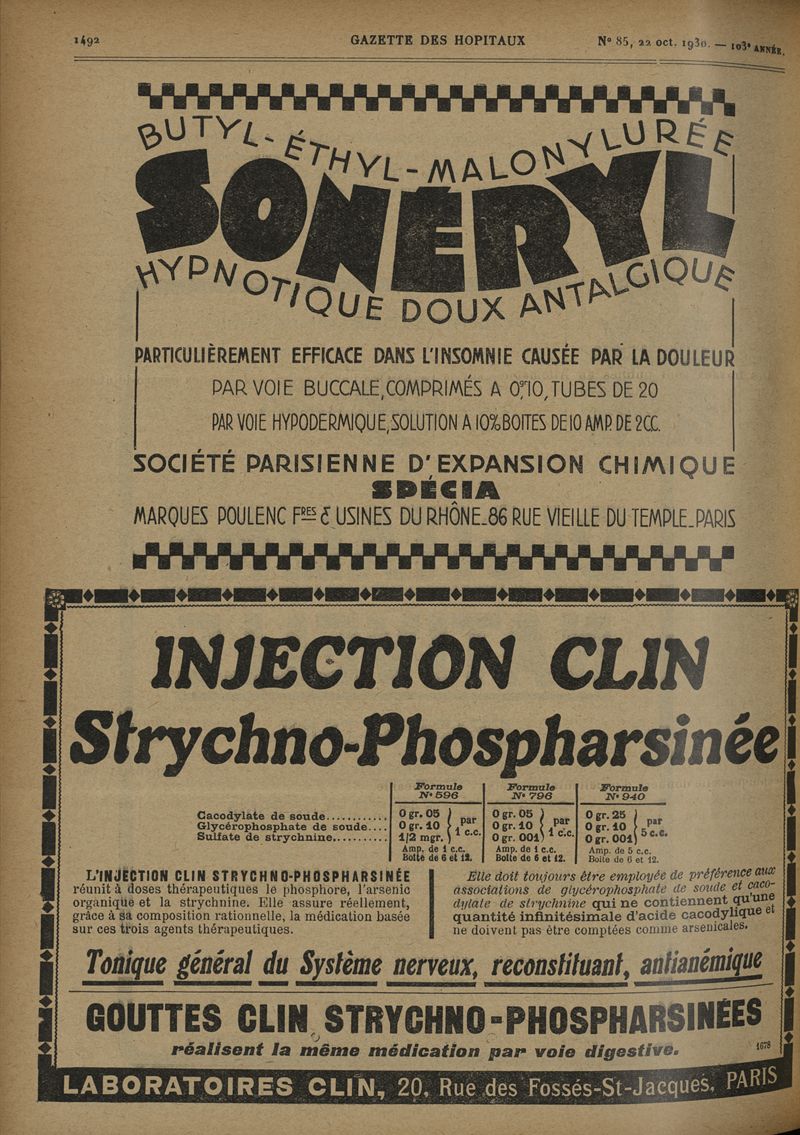 1492
GAZETTE DES HOPITAUX
N° 85, 22 oct. 1930. — 103e ANNÉE.
BUTYL-ÉTHYL-MALONYLURÉE
SONÉRYL
HYPNOTIQUE DOUX ANTALGIQUE
PARTICULIÈREMENT EFFICACE DANS L'INSOMNIE CAUSÉE PAR LA DOULEUR
PAR VOIE BUCCALE, COMPRIMÉS A 0gr10, TUBES DE 20
PAR VOIE HYPODERMIQUE, SOLUTION A 10% BOITES DE 10 AMP. DE 2CC.
SOCIÉTÉ PARISIENNE D'EXPANSION CHIMIQUE
SPÉCIA
MARQUES POULENC FRES & USINES DU RHÔNE_86 RUE VIEILLE DU TEMPLE_PARIS
INJECTION CLIN
Strychno-Phospharsinée
Formule N° 596 Formule N° 796 Formule N° 940
Cacodylate de soude............ 0 gr. 05 0 gr. 05 0 gr. 25
Glycérophosphate de soude.... 0 gr. 10 par 1 c.c. 0 gr. 10 par 1 c.c. 0 gr. 10 par 5 c.c.
Sulfate de strychnine........... 1/2 mgr. 0 gr. 001 0 gr. 001
Amp. de 1 c.c. Amp. de 1 c.c. Amp. de 5 c.c.
Boîte de 6 et 12. Boîte de 6 et 12. Boîte de 6 et 12.
L'INJECTION CLIN STRYCHNO-PHOSPHARSINÉE
réunit à doses thérapeutiques le phosphore, l'arsenic
organique et la strychnine. Elle assure réellement,
grâce à sa composition rationnelle, la médication basée
sur ces trois agents thérapeutiques.
Elle doit toujours être employée de préférence aux
associations de glycérophosphate de soude et caco-
dylate de strychnine qui ne contiennent qu'une
quantité infinitésimale d'acide cacodylique et
ne doivent pas être comptées comme arsenicales.
Tonique général du Système nerveux, reconstituant, antianémique
GOUTTES CLIN STRYCHNO-PHOSPHARSINÉES
réalisent la même médication par voie digestive.
1678
LABORATOIRES CLIN, 20, Rue des Fossés-St-Jacques, PARIS